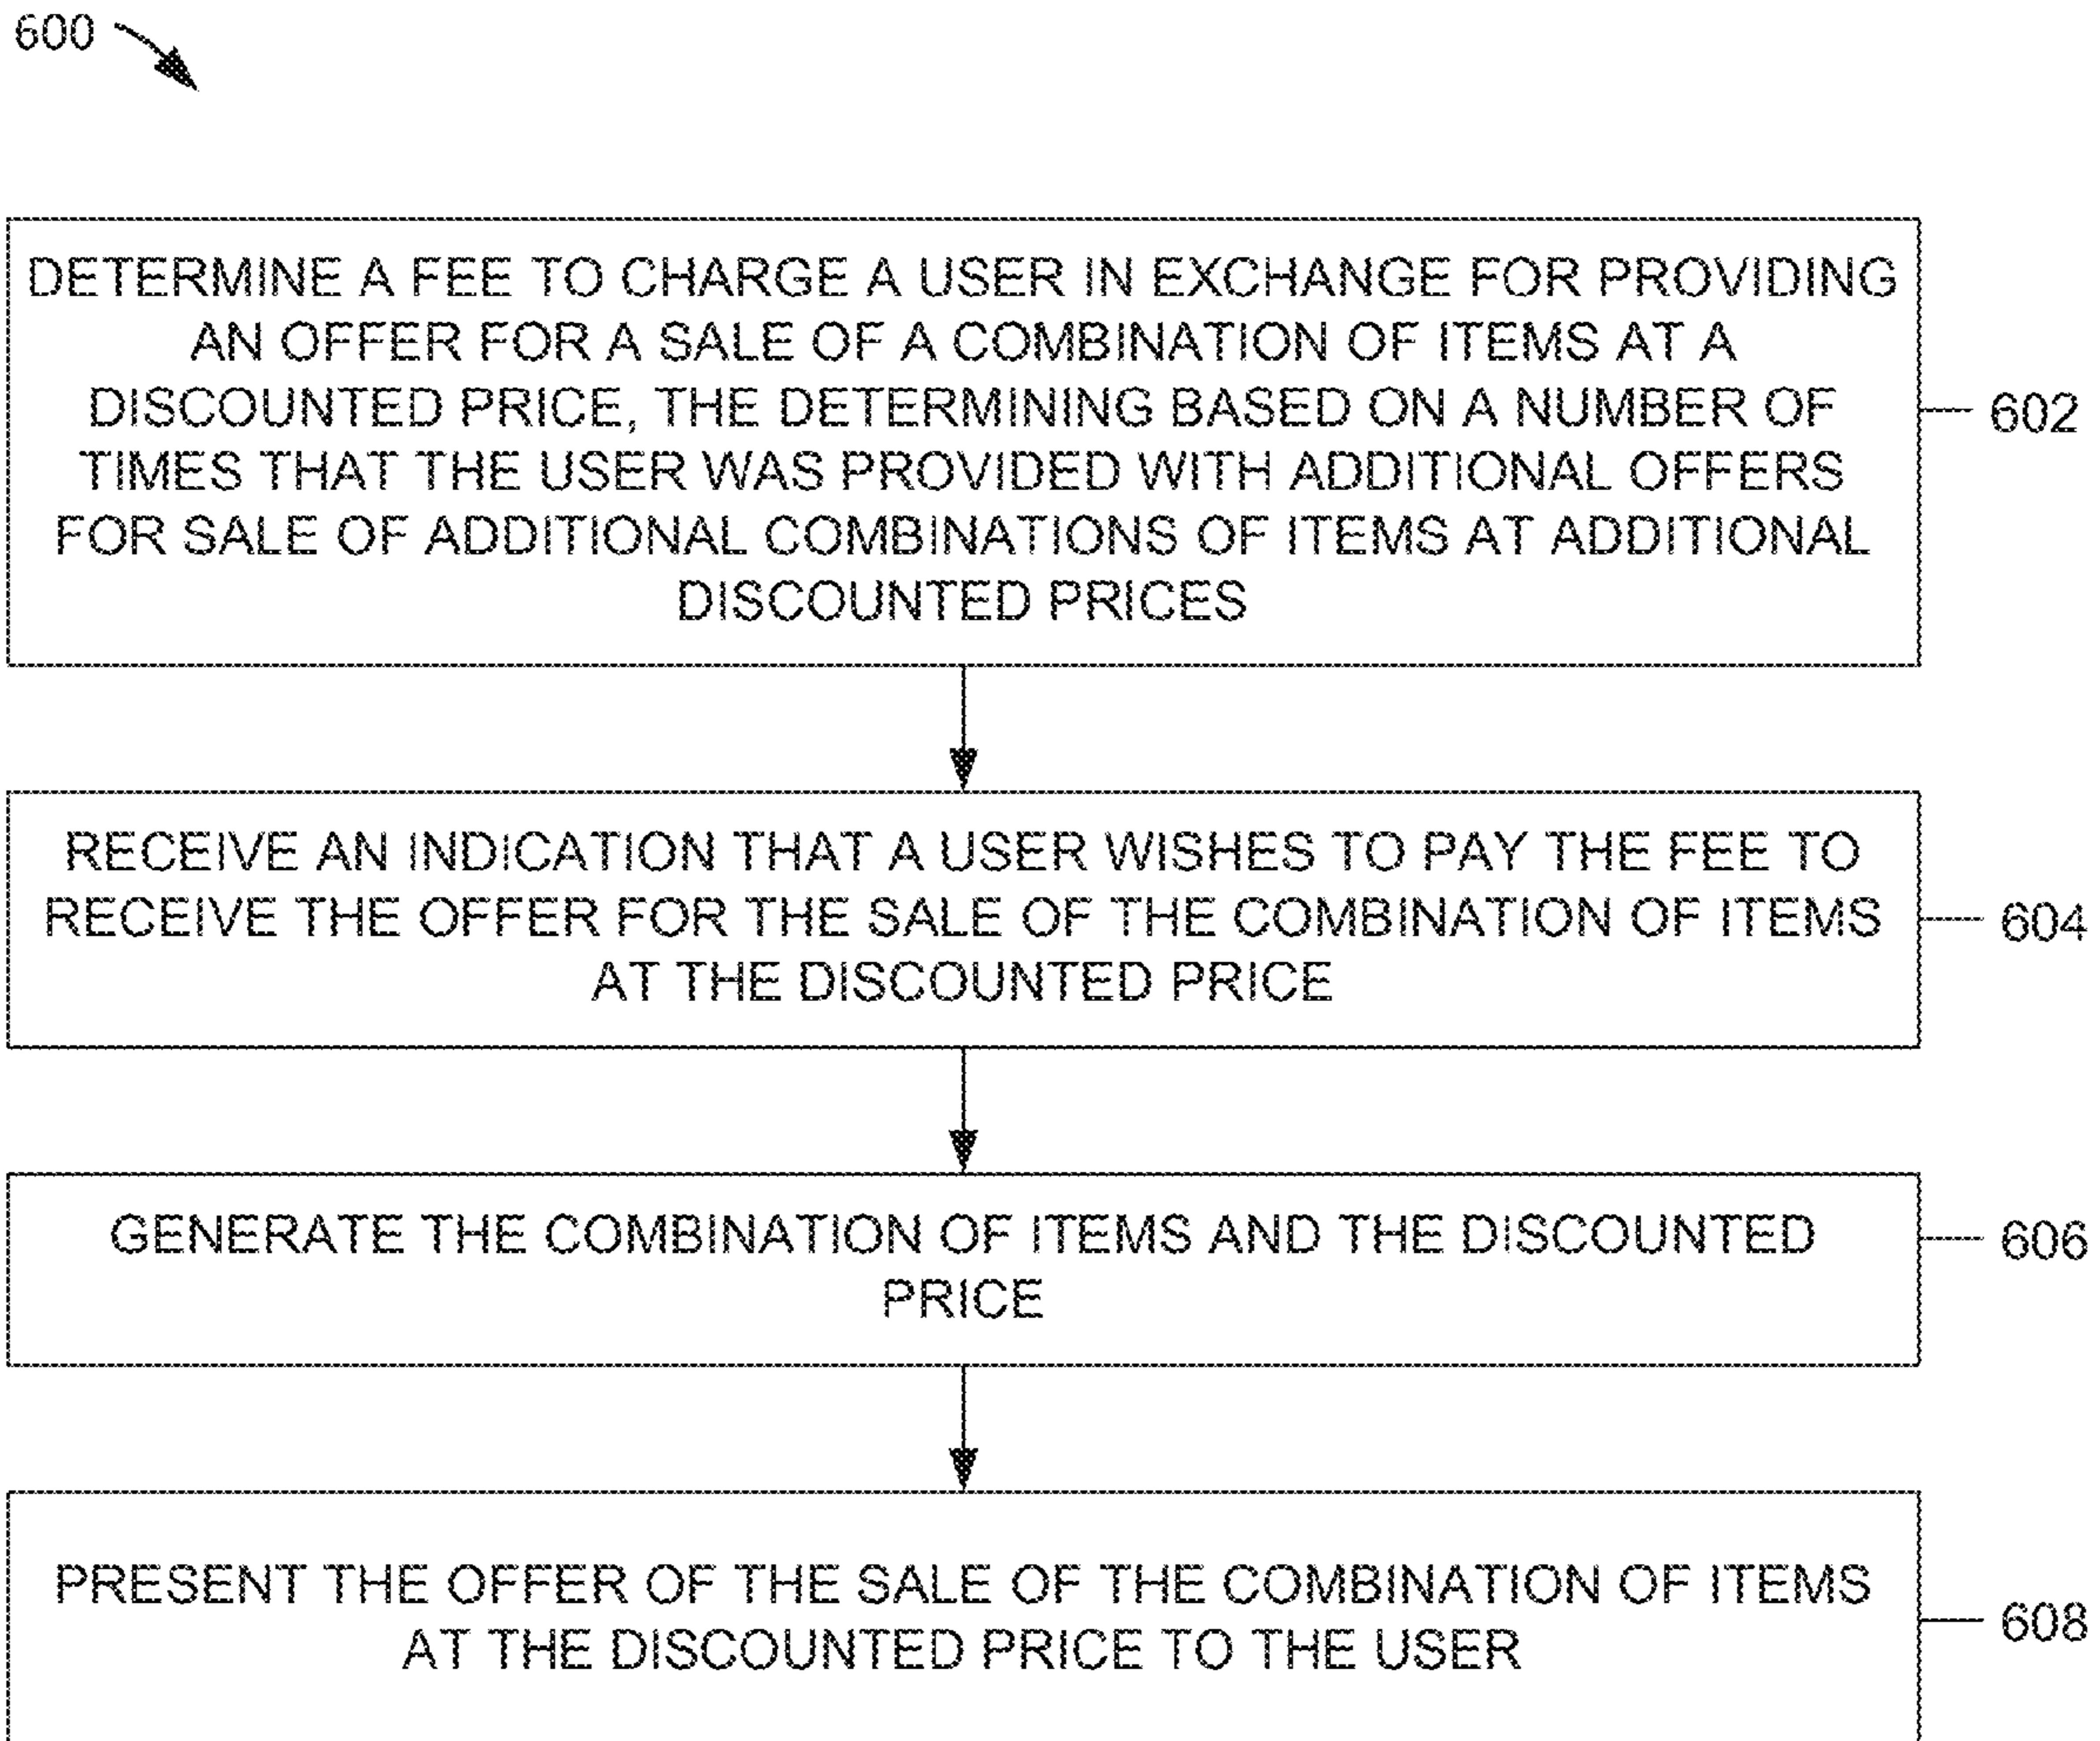 600
DETERMINE A FEE TO CHARGE A USER IN EXCHANGE FOR PROVIDING
AN OFFER FOR A SALE OF A COMBINATION OF ITEMS AT A
DISCOUNTED PRICE, THE DETERMINING BASED ON A NUMBER OF
TIMES THAT THE USER WAS PROVIDED WITH ADDITIONAL OFFERS
FOR SALE OF ADDITIONAL COMBINATIONS OF ITEMS AT ADDITIONAL
DISCOUNTED PRICES
602
RECEIVE AN INDICATION THAT A USER WISHES TO PAY THE FEE TO
RECEIVE THE OFFER FOR THE SALE OF THE COMBINATION OF ITEMS
AT THE DISCOUNTED PRICE
604
GENERATE THE COMBINATION OF ITEMS AND THE DISCOUNTED
PRICE
606
PRESENT THE OFFER OF THE SALE OF THE COMBINATION OF ITEMS
AT THE DISCOUNTED PRICE TO THE USER
608